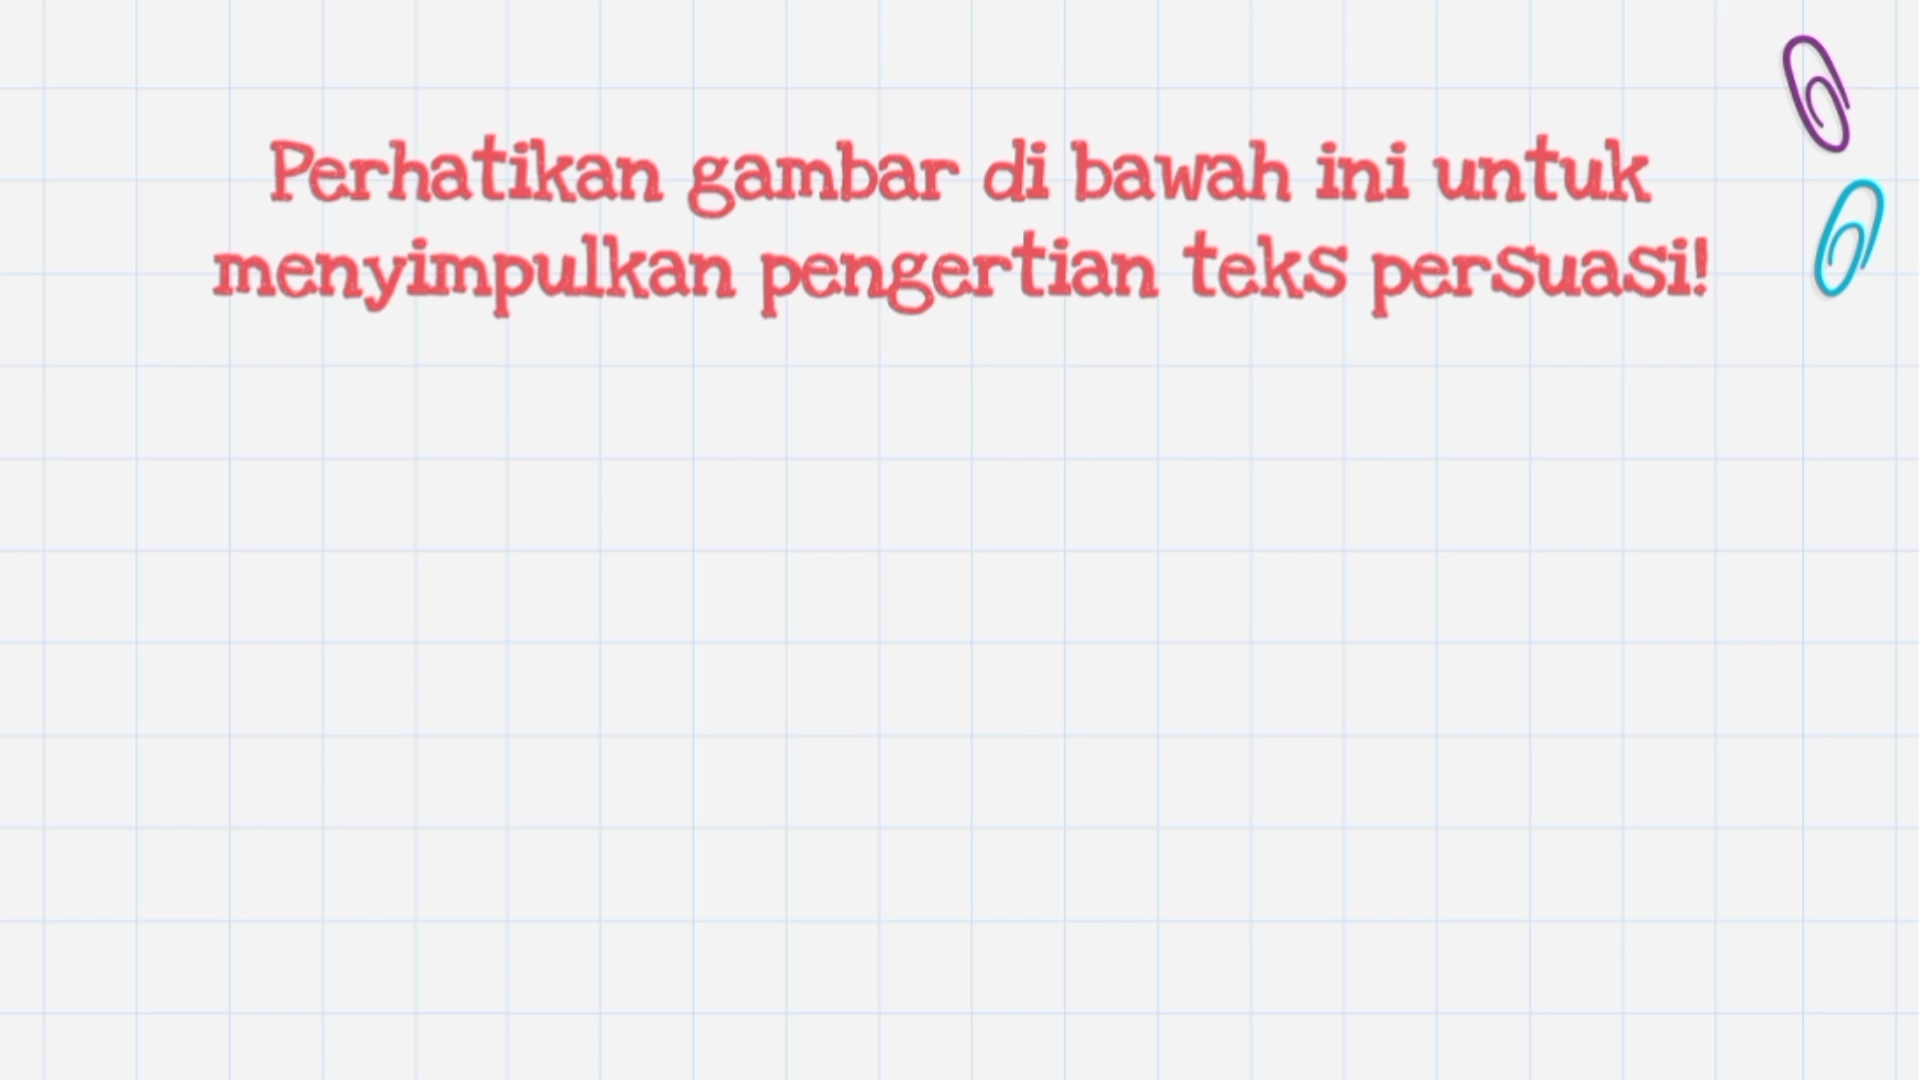 Perhatikan gambar di bawah ini untuk
menyimpulkan pengertian teks persuasi!